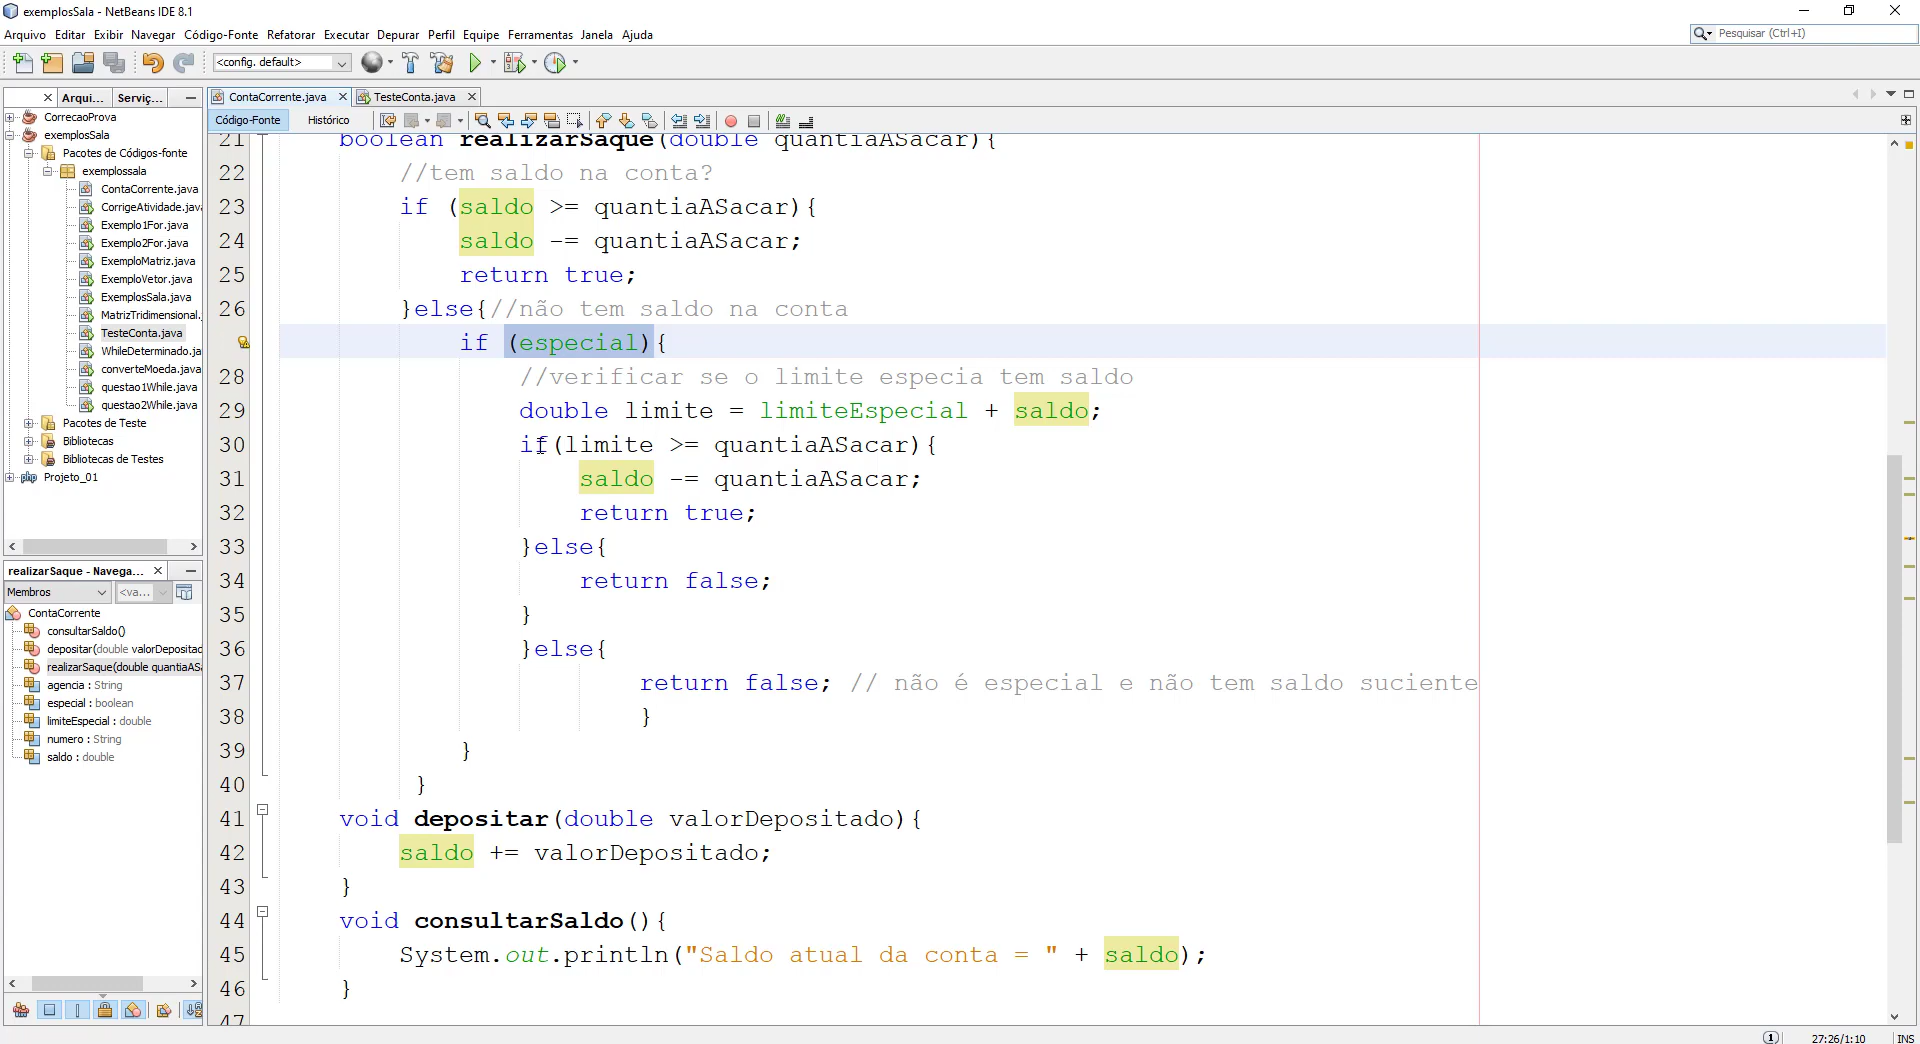 exemplosSala - NetBeans IDE 8.1
Arquivo Editar Exibir Navegar Código-Fonte Refatorar Executar Depurar Perfil Equipe Ferramentas Janela Ajuda
Pesquisar (Ctrl+I)
<config. default>
Arqui... Serviç...
ContaCorrente.java TesteConta.java
Código-Fonte Histórico
CorrecaoProva
exemplosSala
Pacotes de Códigos-fonte
exemplossala
ContaCorrente.java
CorrigeAtividade.java
Exemplo1For.java
Exemplo2For.java
ExemploMatriz.java
ExemploVetor.java
ExemplosSala.java
MatrizTridimensional.
TesteConta.java
WhileDeterminado.ja
converteMoeda.java
questao1While.java
questao2While.java
Pacotes de Teste
Bibliotecas
Bibliotecas de Testes
Projeto_01
realizarSaque - Navega...
Membros <va...
ContaCorrente
consultarSaldo()
depositar(double valorDepositad
realizarSaque(double quantiaASa
agencia : String
especial : boolean
limiteEspecial : double
numero : String
saldo : double
21 boolean realizarSaque(double quantiaASacar){
22 //tem saldo na conta?
23 if (saldo >= quantiaASacar){
24 saldo -= quantiaASacar;
25 return true;
26 }else{//não tem saldo na conta
if (especial){
28 //verificar se o limite especia tem saldo
29 double limite = limiteEspecial + saldo;
30 if(limite >= quantiaASacar){
31 saldo -= quantiaASacar;
32 return true;
33 }else{
34 return false;
35 }
36 }else{
37 return false; // não é especial e não tem saldo suciente
38 }
39 }
40 }
41 void depositar(double valorDepositado){
42 saldo += valorDepositado;
43 }
44 void consultarSaldo(){
45 System.out.println("Saldo atual da conta = " + saldo);
46 }
47
1 27:26/1:10 INS